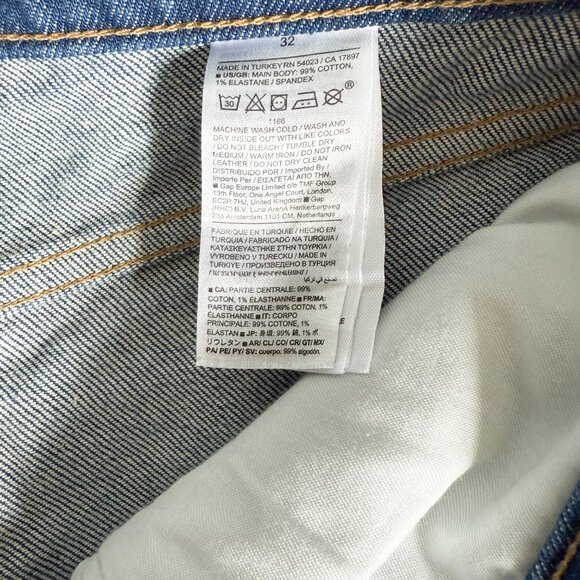 32
MADE IN TURKEY RN 54023 / CA 17897
■ US/GB: MAIN BODY: 99% COTTON,
1% ELASTANE / SPANDEX
30
1166
MACHINE WASH COLD / WASH AND
DRY INSIDE OUT WITH LIKE COLORS
/ DO NOT BLEACH / TUMBLE DRY
MEDIUM / WARM IRON / DO NOT IRON
LEATHER / DO NOT DRY CLEAN
DISTRIBUIDO POR / Imported By /
Importe Par / ΕΙΣΑΓΕΤΑΙ ΑΠΟ ΤΗΝ:
■ Gap Europe Limited c/o TMF Group
13th Floor, One Angel Court, London,
EC2R 7HJ, United Kingdom ■ Gap
(RHC) B.V. Luna ArenA Herikerbergweg
238 Amsterdam 1101 CM, Netherlands
FABRIQUÉ EN TURQUIE / HECHO EN
TURQUIA / FABRICADO NA TURQUIA /
ΚΑΤΑΣΚΕΥΑΣΤΗΚΕ ΣΤΗΝ ΤΟΥΡΚΙΑ /
VYROBENO V TURECKU / MADE IN
TÜRKIYE / ПРОИЗВЕДЕНО В ТУРЦИЯ
/ صنع في تركيا
■ CA: PARTIE CENTRALE: 99%
COTON, 1% ÉLASTHANNE ■ FR/MA:
PARTIE CENTRALE: 99% COTON, 1%
ÉLASTHANNE ■ IT: CORPO
PRINCIPALE: 99% COTONE, 1%
ELASTAN ■ JP: 身頃: 99% 綿, 1% ポ
リウレタン ■ AR/ CL/ CO/ CR/ GT/ MX/
PA/ PE/ PY/ SV: cuerpo: 99% algodón,